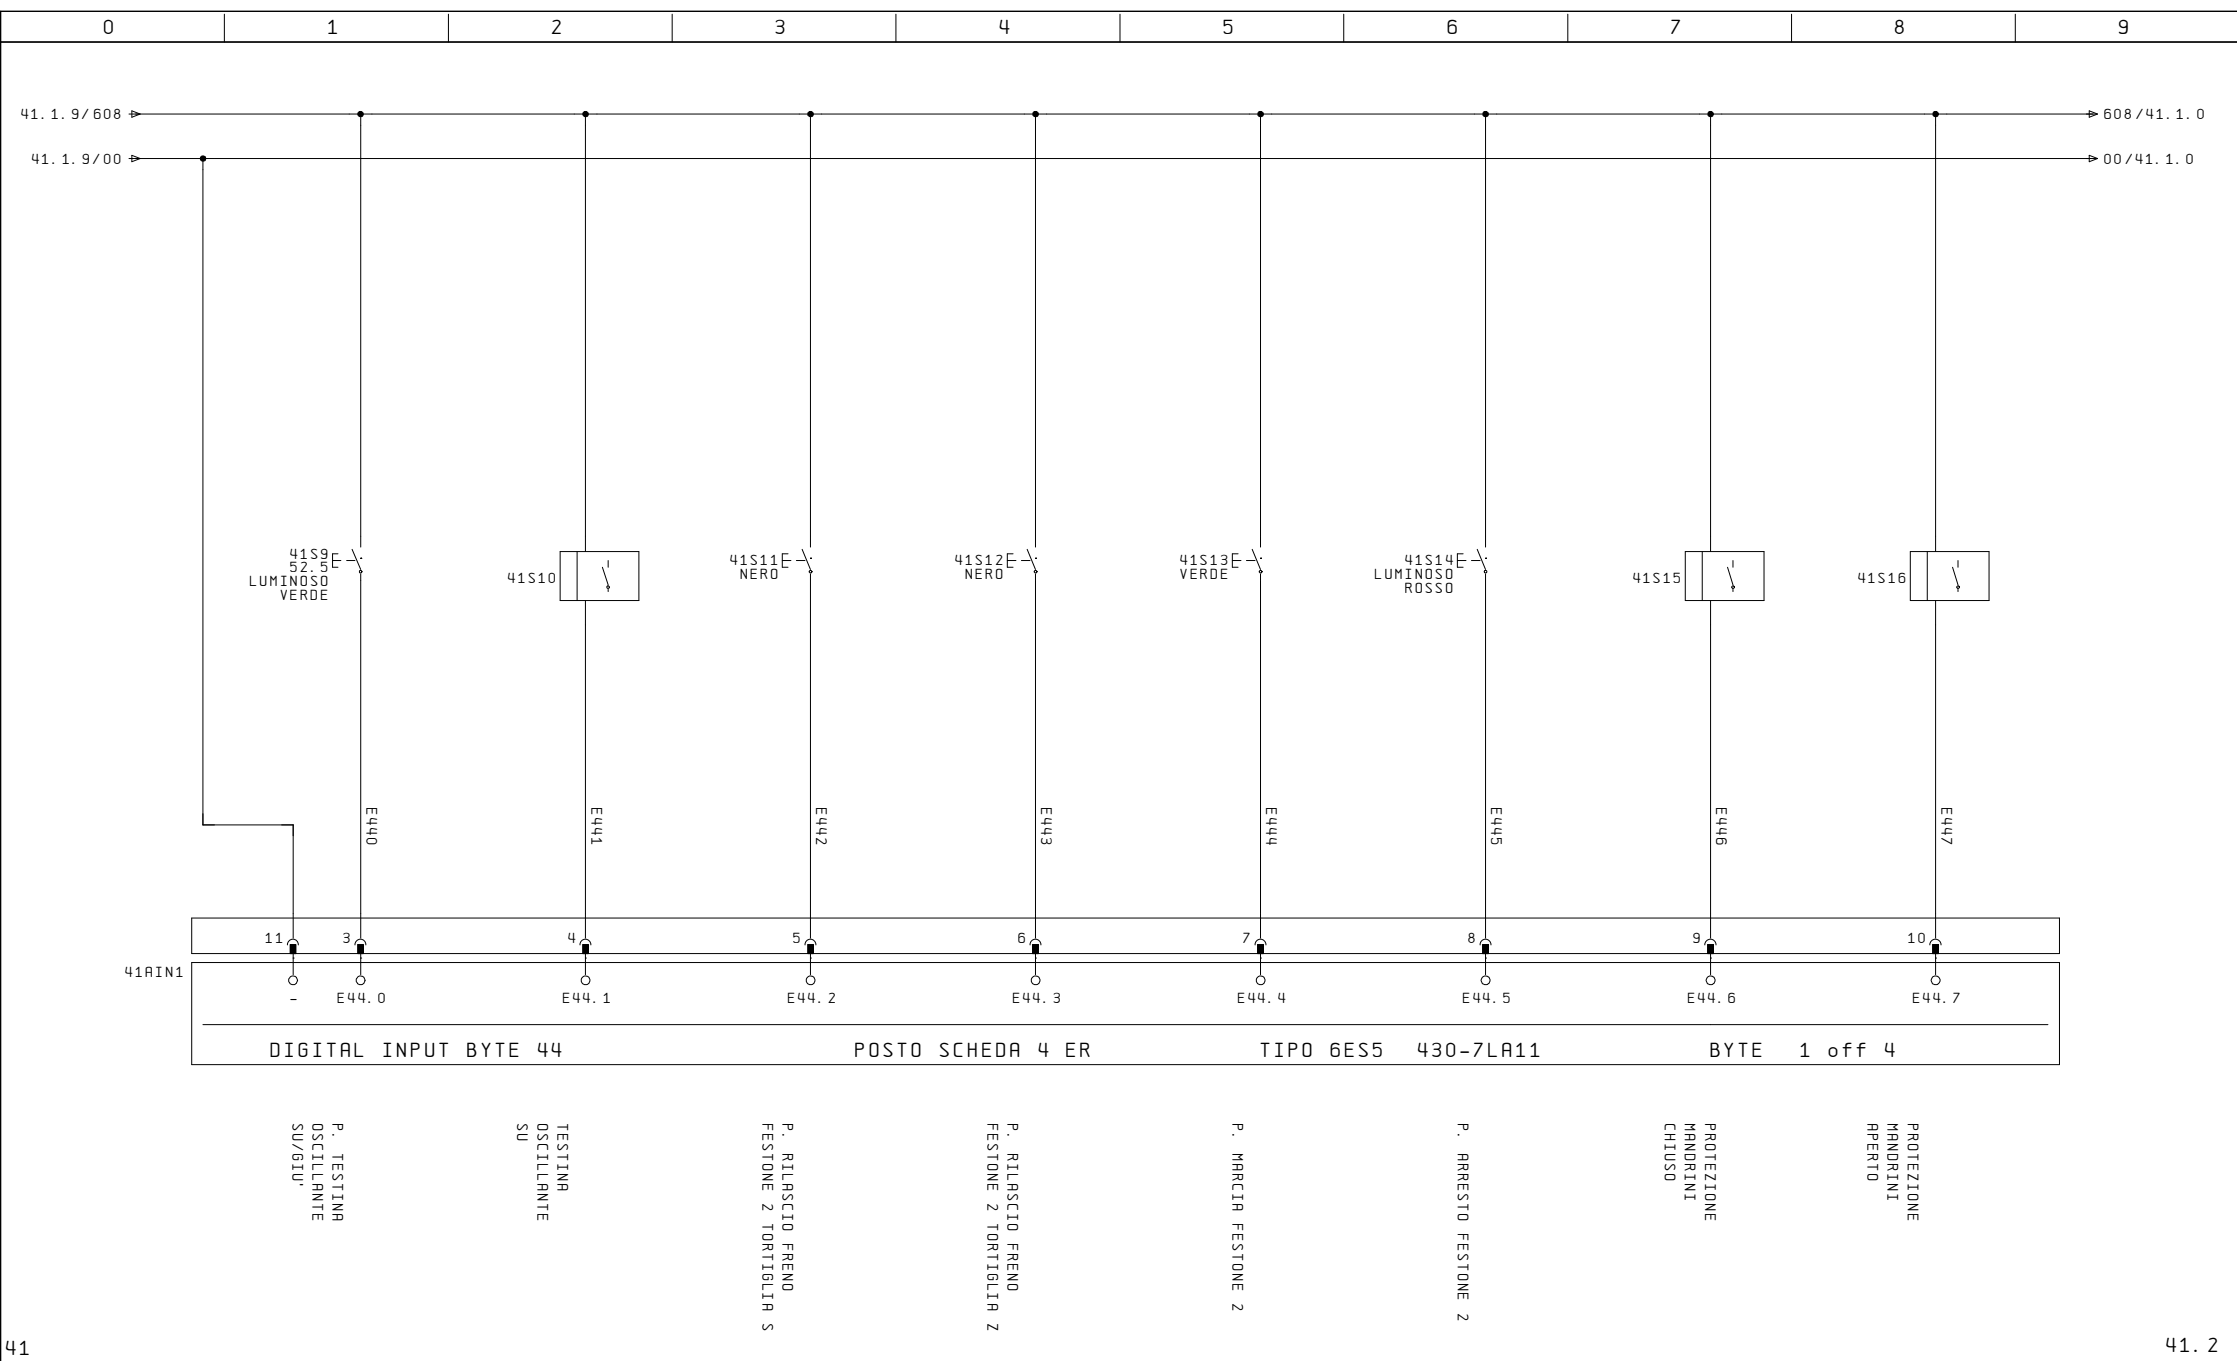 0 1 2 3 4 5 6 7 8 9
41.1.9/608
608/41.1.0
41.1.9/00
00/41.1.0
41S9
52.5
LUMINOSO
VERDE
41S10
41S11
NERO
41S12
NERO
41S13
VERDE
41S14
LUMINOSO
ROSSO
41S15
41S16
E440
E441
E442
E443
E444
E445
E446
E447
11 3 4 5 6 7 8 9 10
41AIN1
- E44.0 E44.1 E44.2 E44.3 E44.4 E44.5 E44.6 E44.7
DIGITAL INPUT BYTE 44 POSTO SCHEDA 4 ER TIPO 6ES5 430-7LA11 BYTE 1 off 4
P. TESTINA
OSCILLANTE
SU/GIU'
TESTINA
OSCILLANTE
SU
P. RILASCIO FRENO
FESTONE 2 TORTIGLIA S
P. RILASCIO FRENO
FESTONE 2 TORTIGLIA Z
P. MARCIA FESTONE 2
P. ARRESTO FESTONE 2
PROTEZIONE
MANDRINI
CHIUSO
PROTEZIONE
MANDRINI
APERTO
41
41.2